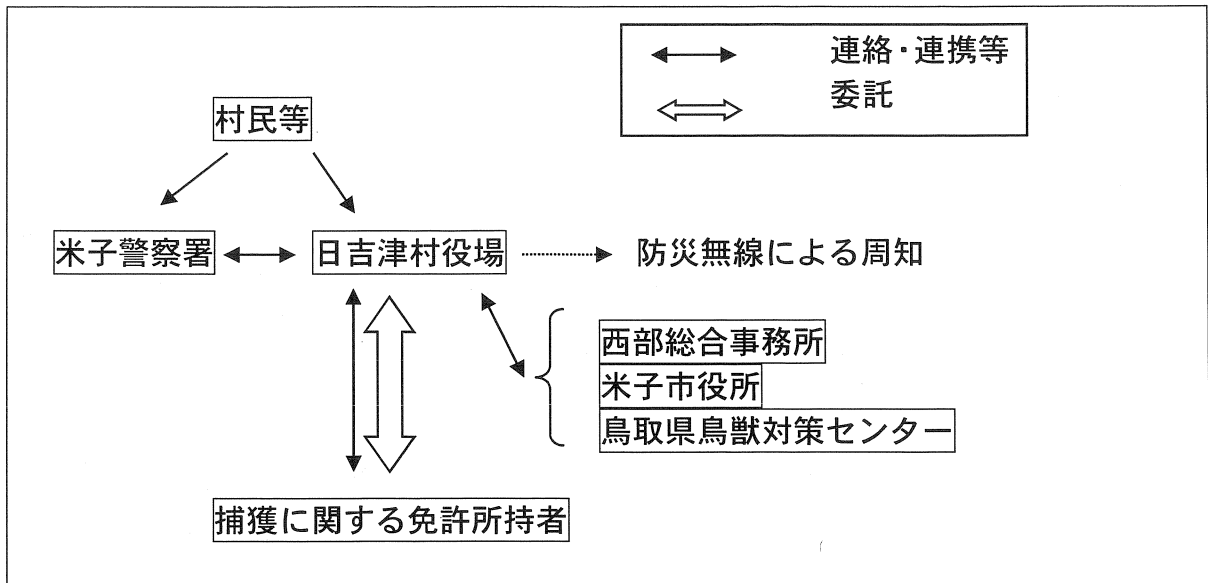 連絡・連携等
委託
村民等
米子警察署
日吉津村役場
防災無線による周知
西部総合事務所
米子市役所
鳥取県鳥獣対策センター
捕獲に関する免許所持者